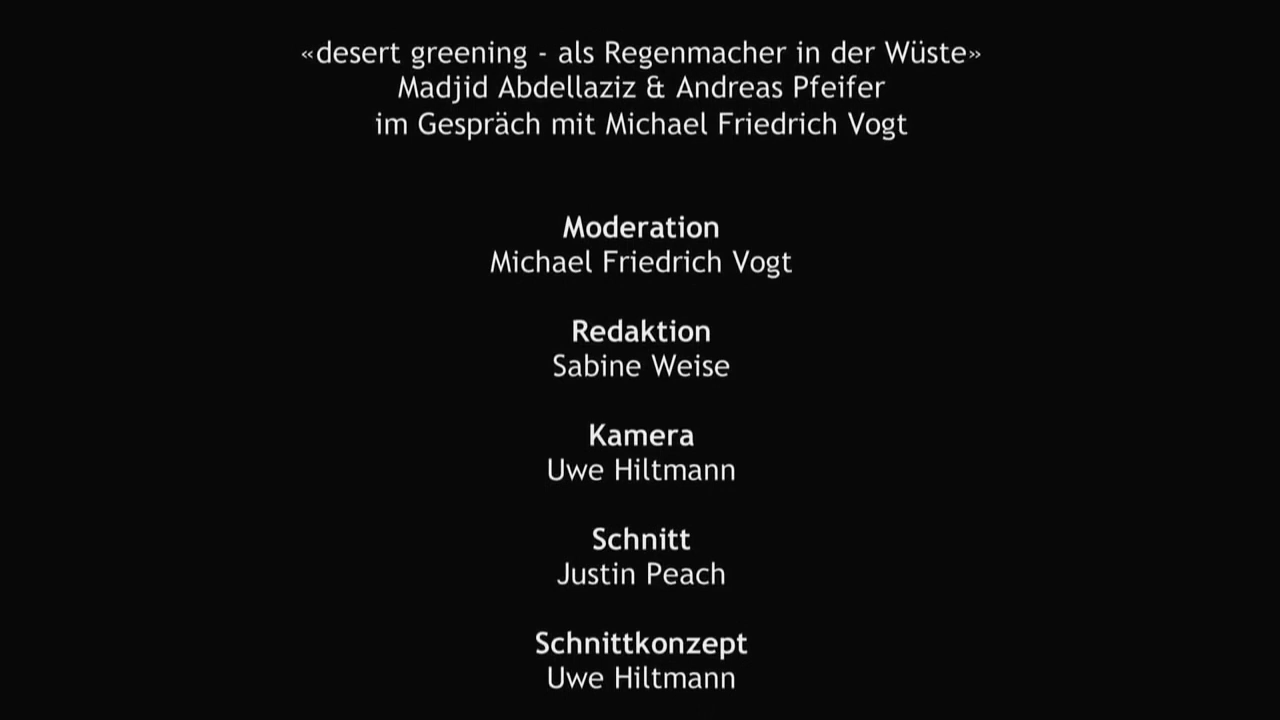 «desert greening - als Regenmacher in der Wüste»
Madjid Abdellaziz & Andreas Pfeifer
im Gespräch mit Michael Friedrich Vogt
Moderation
Michael Friedrich Vogt
Redaktion
Sabine Weise
Kamera
Uwe Hiltmann
Schnitt
Justin Peach
Schnittkonzept
Uwe Hiltmann